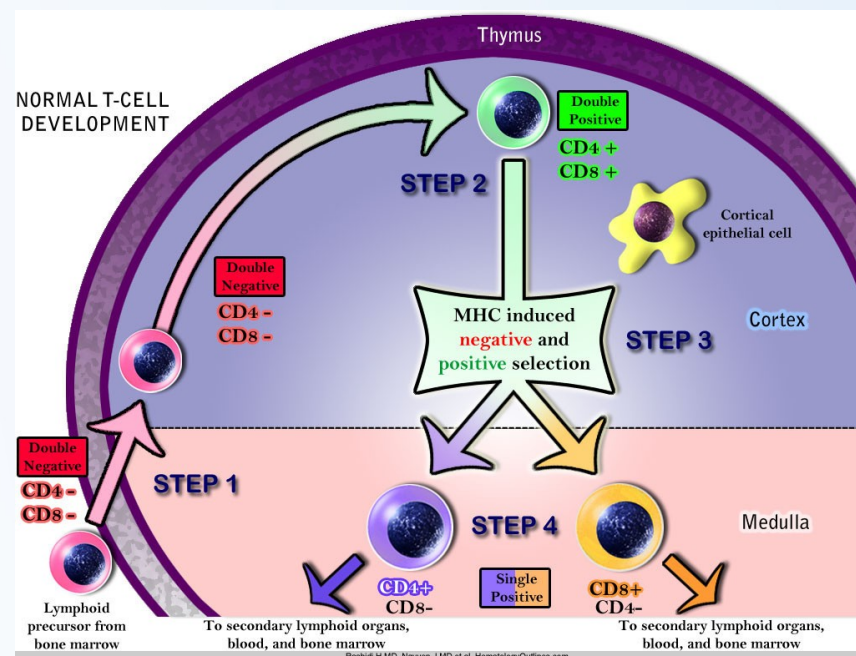 Thymus
NORMAL T-CELL
DEVELOPMENT
Double
Positive
CD4 +
CD8 +
STEP 2
Cortical
epithelial cell
Double
Negative
CD4 -
CD8 -
MHC induced
negative and
positive selection
STEP 3
Cortex
Double
Negative
CD4 -
CD8 -
STEP 1
STEP 4
Medulla
Lymphoid
precursor from
bone marrow
CD4+
CD8-
Single
Positive
CD8+
CD4-
To secondary lymphoid organs,
blood, and bone marrow
To secondary lymphoid organs,
blood, and bone marrow